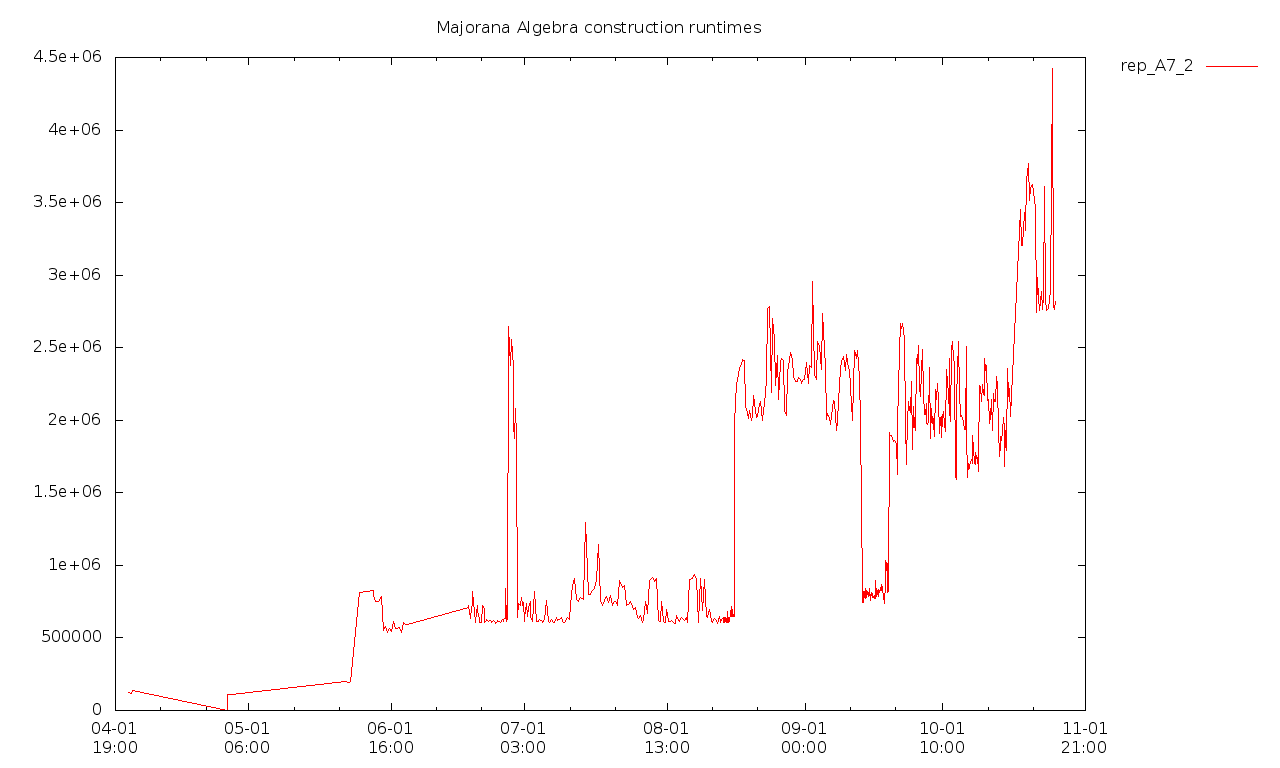 Majorana Algebra construction runtimes
rep_A7_2
4.5e+06
4e+06
3.5e+06
3e+06
2.5e+06
2e+06
1.5e+06
1e+06
500000
0
04-01 05-01 06-01 07-01 08-01 09-01 10-01 11-01
19:00 06:00 16:00 03:00 13:00 00:00 10:00 21:00